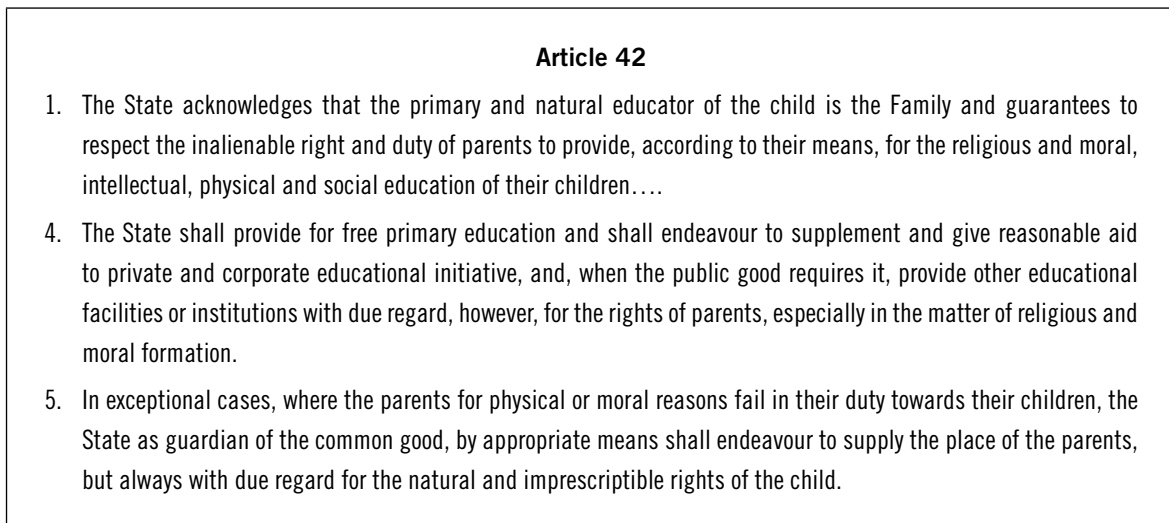 Article 42
1. The State acknowledges that the primary and natural educator of the child is the Family and guarantees to
respect the inalienable right and duty of parents to provide, according to their means, for the religious and moral,
intellectual, physical and social education of their children….
4. The State shall provide for free primary education and shall endeavour to supplement and give reasonable aid
to private and corporate educational initiative, and, when the public good requires it, provide other educational
facilities or institutions with due regard, however, for the rights of parents, especially in the matter of religious and
moral formation.
5. In exceptional cases, where the parents for physical or moral reasons fail in their duty towards their children, the
State as guardian of the common good, by appropriate means shall endeavour to supply the place of the parents,
but always with due regard for the natural and imprescriptible rights of the child.